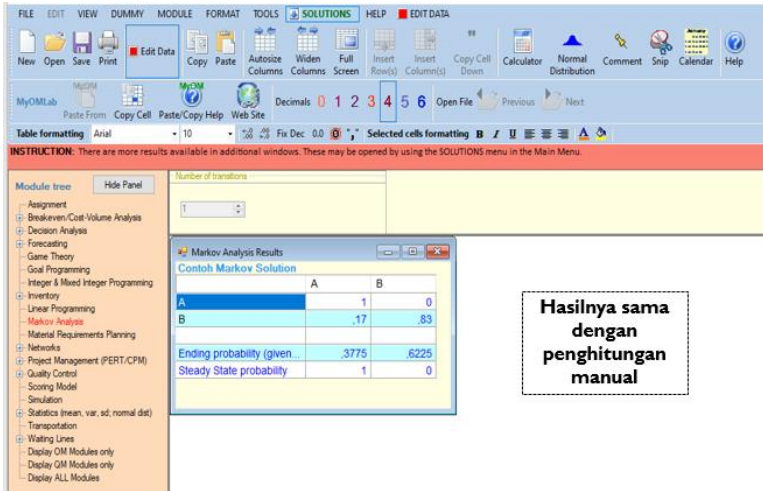 FILE EDIT VIEW DUMMY MODULE FORMAT TOOLS SOLUTIONS HELP EDIT DATA
New Open Save Print Edit Data Copy Paste Autosize Columns Widen Columns Full Screen Insert Row(s) Insert Column(s) Copy Cell Down Calculator Normal Distribution Comment Snip Calendar Help
MyOMLab Paste From Copy Cell Paste/Copy Help Web Site Decimals 0 1 2 3 4 5 6 Open File Previous Next
Table formatting Arial 10 Fix Dec 0.0 Selected cells formatting B I U
INSTRUCTION: There are more results available in additional windows. These may be opened by using the SOLUTIONS menu in the Main Menu.
Module tree Hide Panel
Assignment
Breakeven/Cost-Volume Analysis
Decision Analysis
Forecasting
Game Theory
Goal Programming
Integer & Mixed Integer Programming
Inventory
Linear Programming
Markov Analysis
Material Requirements Planning
Networks
Project Management (PERT/CPM)
Quality Control
Scoring Model
Simulation
Statistics (mean, var, sd; normal dist)
Transportation
Waiting Lines
Display OM Modules only
Display QM Modules only
Display ALL Modules
Number of transitions
1
Markov Analysis Results
Contoh Markov Solution
A B
A 1 0
B ,17 ,83
Ending probability (given... ,3775 ,6225
Steady State probability 1 0
Hasilnya sama
dengan
penghitungan
manual